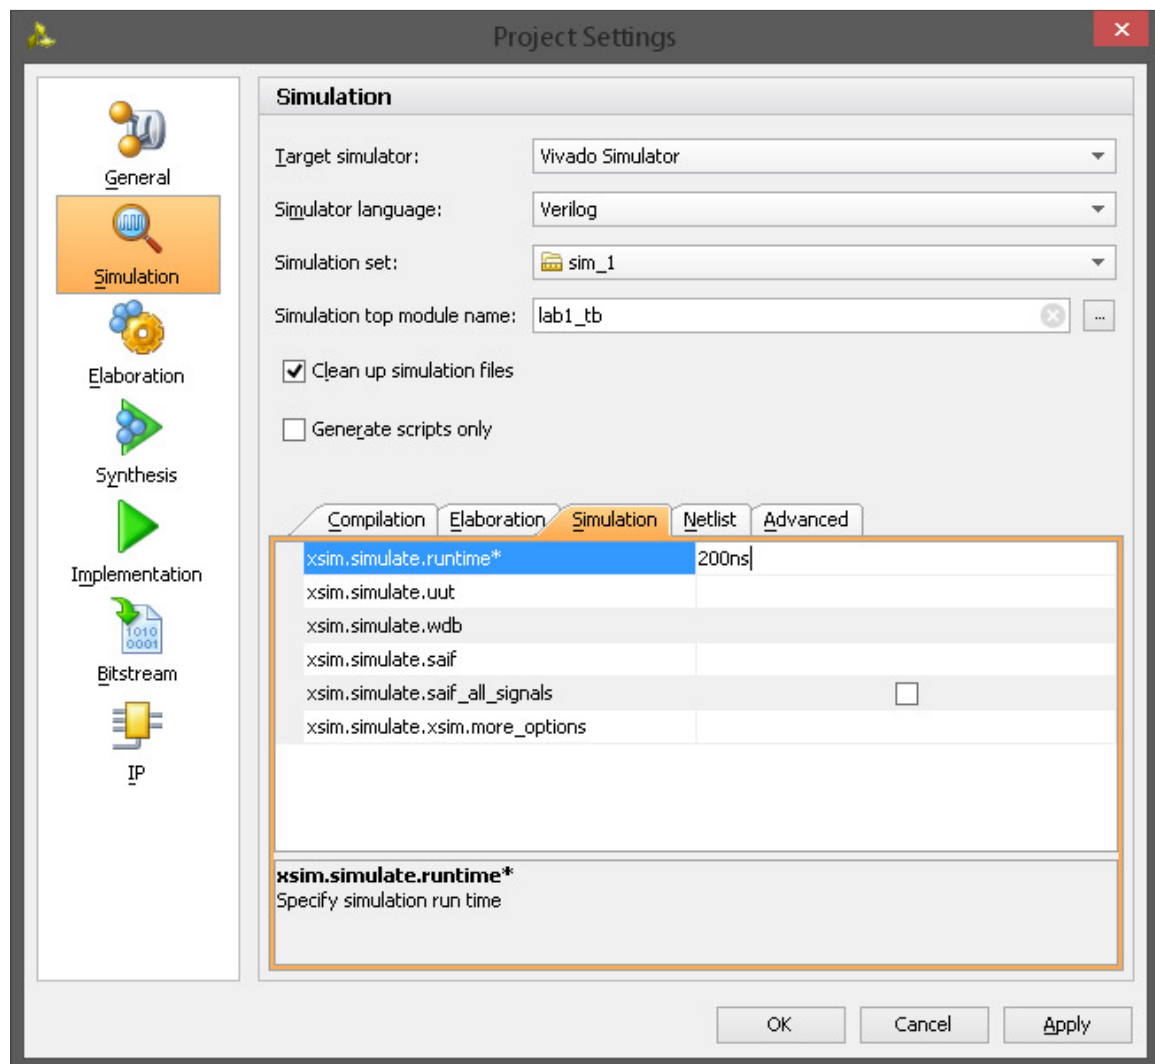 Project Settings
General
Simulation
Elaboration
Synthesis
Implementation
1010
0001
Bitstream
IP
Simulation
Target simulator: Vivado Simulator
Simulator language: Verilog
Simulation set: sim_1
Simulation top module name: lab1_tb ...
Clean up simulation files
Generate scripts only
Compilation Elaboration Simulation Netlist Advanced
xsim.simulate.runtime* 200ns
xsim.simulate.uut
xsim.simulate.wdb
xsim.simulate.saif
xsim.simulate.saif_all_signals
xsim.simulate.xsim.more_options
xsim.simulate.runtime*
Specify simulation run time
OK Cancel Apply